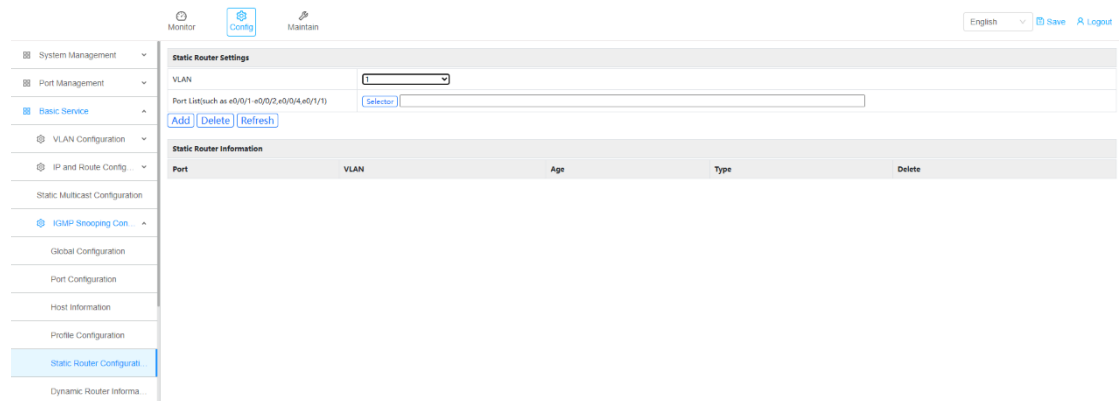 Monitor
Config
Maintain
English
Save
Logout
System Management
Port Management
Basic Service
VLAN Configuration
IP and Route Config...
Static Multicast Configuration
IGMP Snooping Con...
Global Configuration
Port Configuration
Host Information
Profile Configuration
Static Router Configurati...
Dynamic Router Informa...
Static Router Settings
VLAN 1
Port List(such as e0/0/1-e0/0/2,e0/0/4,e0/1/1) Selector
Add Delete Refresh
Static Router Information
Port VLAN Age Type Delete